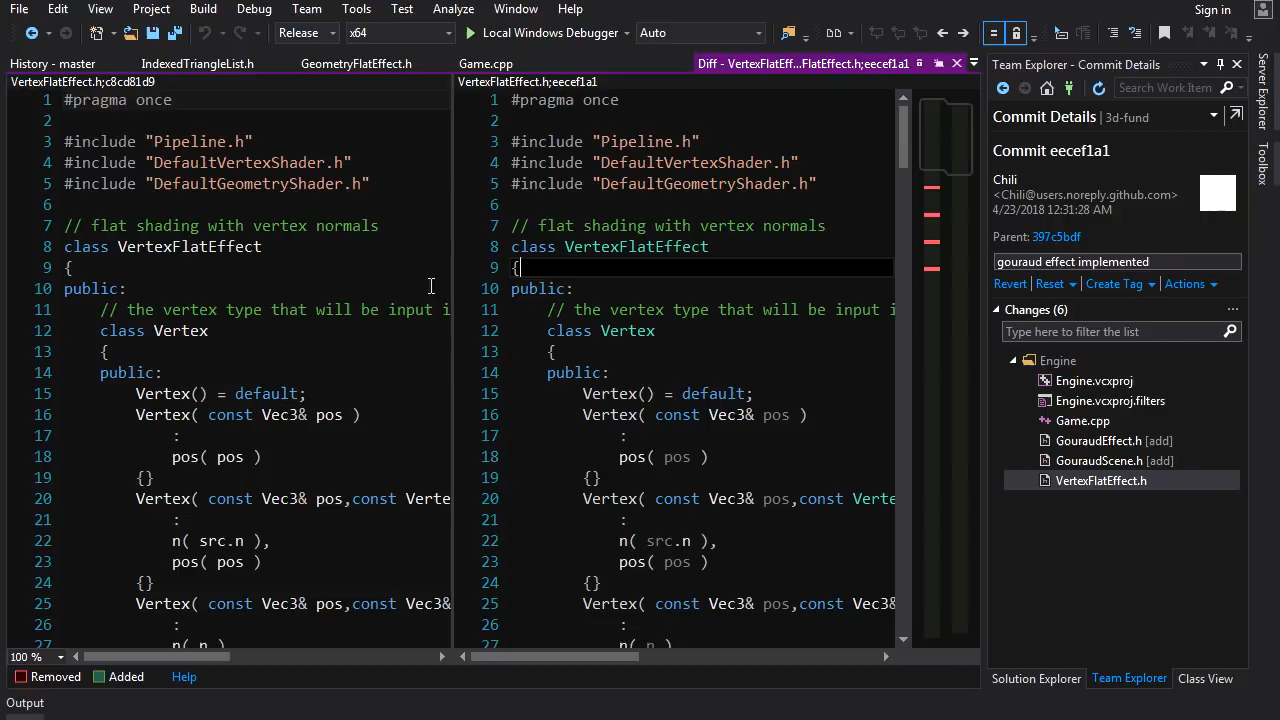 File Edit View Project Build Debug Team Tools Test Analyze Window Help Sign in
Release x64 Local Windows Debugger Auto
History - master IndexedTriangleList.h GeometryFlatEffect.h Game.cpp Diff - VertexFlatEff...FlatEffect.h;eecef1a1
VertexFlatEffect.h;c8cd81d9
1 #pragma once
2
3 #include "Pipeline.h"
4 #include "DefaultVertexShader.h"
5 #include "DefaultGeometryShader.h"
6
7 // flat shading with vertex normals
8 class VertexFlatEffect
9 {
10 public:
11 // the vertex type that will be input i
12 class Vertex
13 {
14 public:
15 Vertex() = default;
16 Vertex( const Vec3& pos )
17 :
18 pos( pos )
19 {}
20 Vertex( const Vec3& pos,const Verte
21 :
22 n( src.n ),
23 pos( pos )
24 {}
25 Vertex( const Vec3& pos,const Vec3&
26 :
27 n( n ),
VertexFlatEffect.h;eecef1a1
1 #pragma once
2
3 #include "Pipeline.h"
4 #include "DefaultVertexShader.h"
5 #include "DefaultGeometryShader.h"
6
7 // flat shading with vertex normals
8 class VertexFlatEffect
9 {
10 public:
11 // the vertex type that will be input i
12 class Vertex
13 {
14 public:
15 Vertex() = default;
16 Vertex( const Vec3& pos )
17 :
18 pos( pos )
19 {}
20 Vertex( const Vec3& pos,const Verte
21 :
22 n( src.n ),
23 pos( pos )
24 {}
25 Vertex( const Vec3& pos,const Vec3&
26 :
27 n( n ),
100 %
Removed Added Help
Output
Team Explorer - Commit Details
Search Work Item
Commit Details 3d-fund
Commit eecef1a1
Chili
<Chili@users.noreply.github.com>
4/23/2018 12:31:28 AM
Parent: 397c5bdf
gouraud effect implemented
Revert Reset Create Tag Actions
Changes (6) ...
Type here to filter the list
Engine
Engine.vcxproj
Engine.vcxproj.filters
Game.cpp
GouraudEffect.h [add]
GouraudScene.h [add]
VertexFlatEffect.h
Solution Explorer Team Explorer Class View
Server Explorer
Toolbox